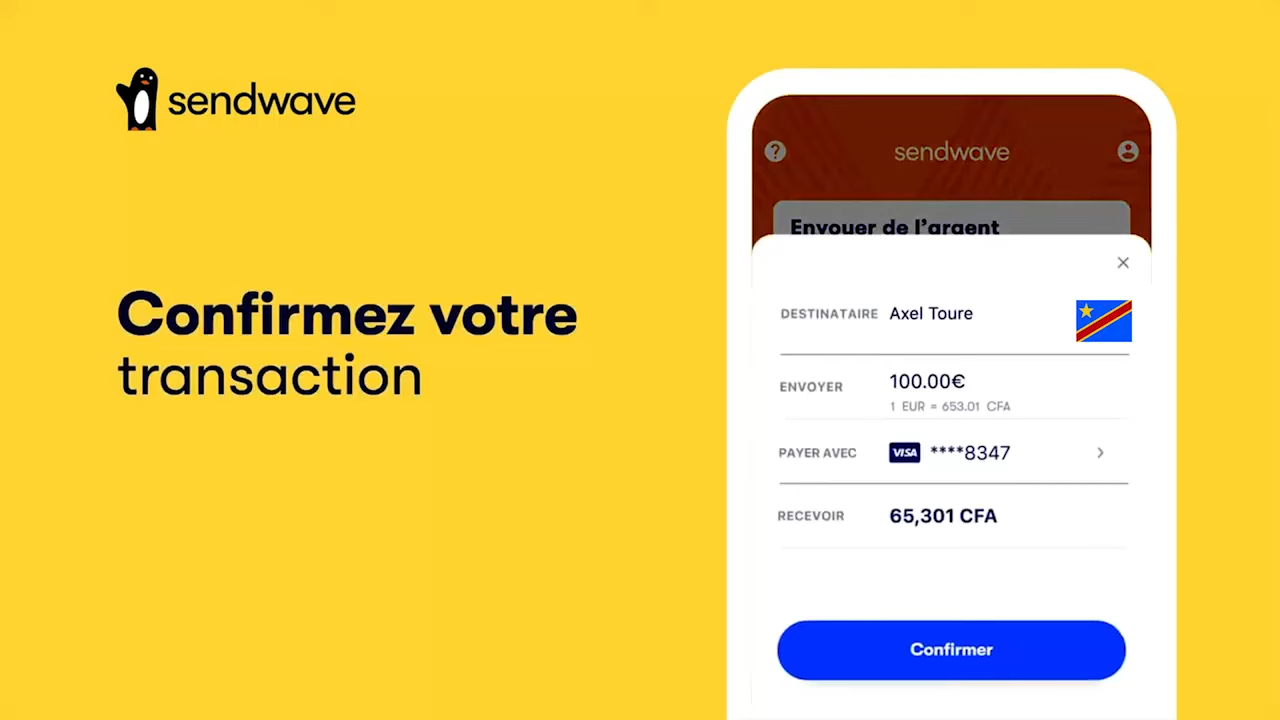 sendwave
Confirmez votre
transaction
?
sendwave
Envoyer de l'argent
DESTINATAIRE Axel Toure
ENVOYER 100.00€
1 EUR = 653.01 CFA
PAYER AVEC VISA ****8347
RECEVOIR 65,301 CFA
Confirmer